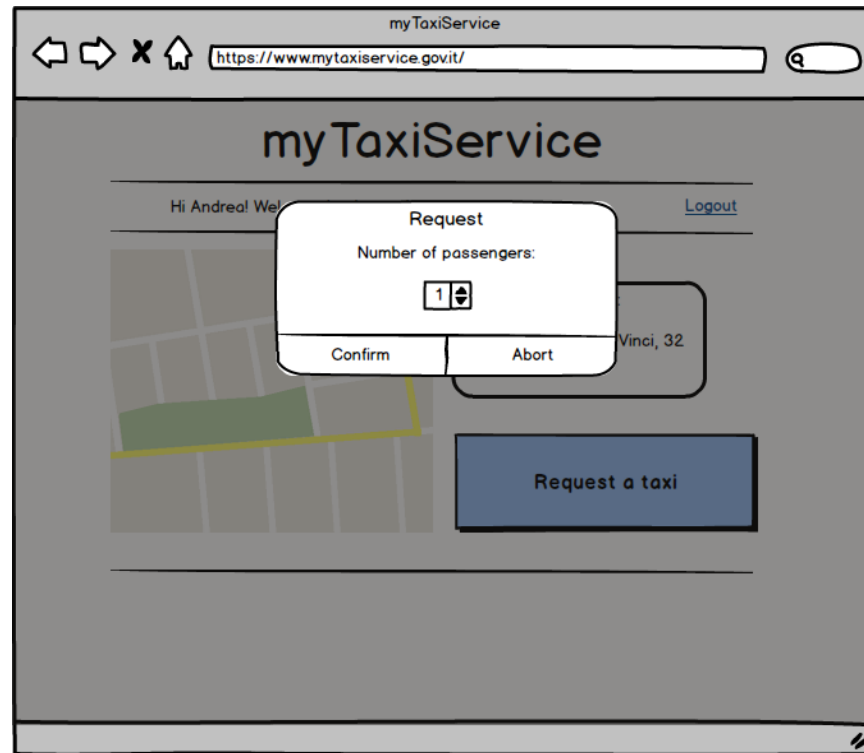 myTaxiService
https://www.mytaxiservice.gov.it/
myTaxiService
Hi Andrea! Wel
Logout
Request
Number of passengers:
1
Confirm
Abort
Vinci, 32
Request a taxi